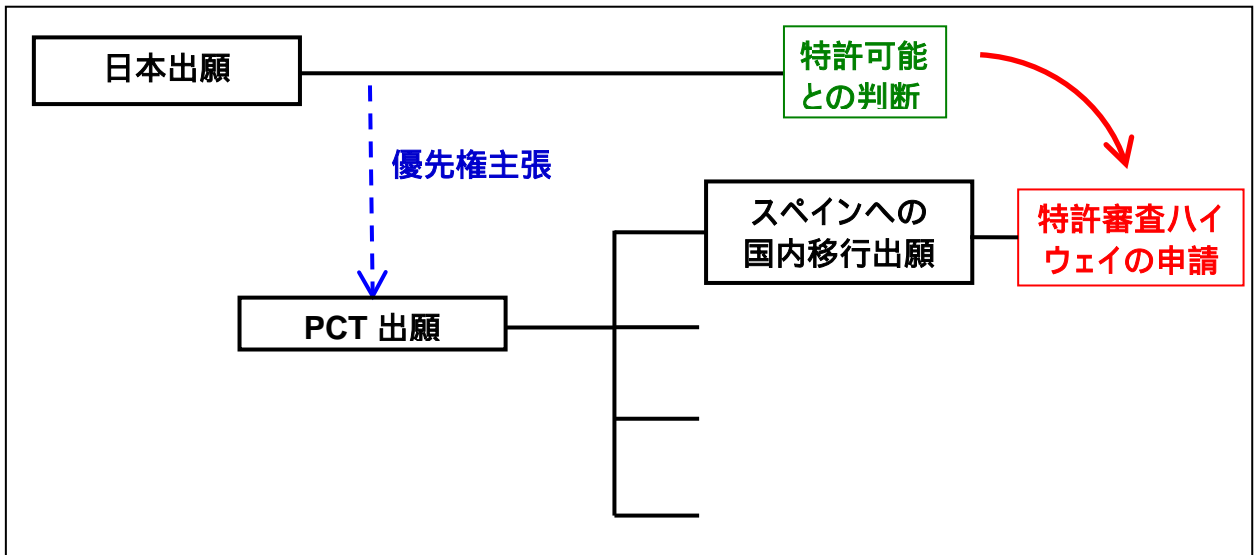 日本出願
特許可能
との判断
優先権主張
スペインへの
国内移行出願
特許審査ハイ
ウェイの申請
PCT 出願